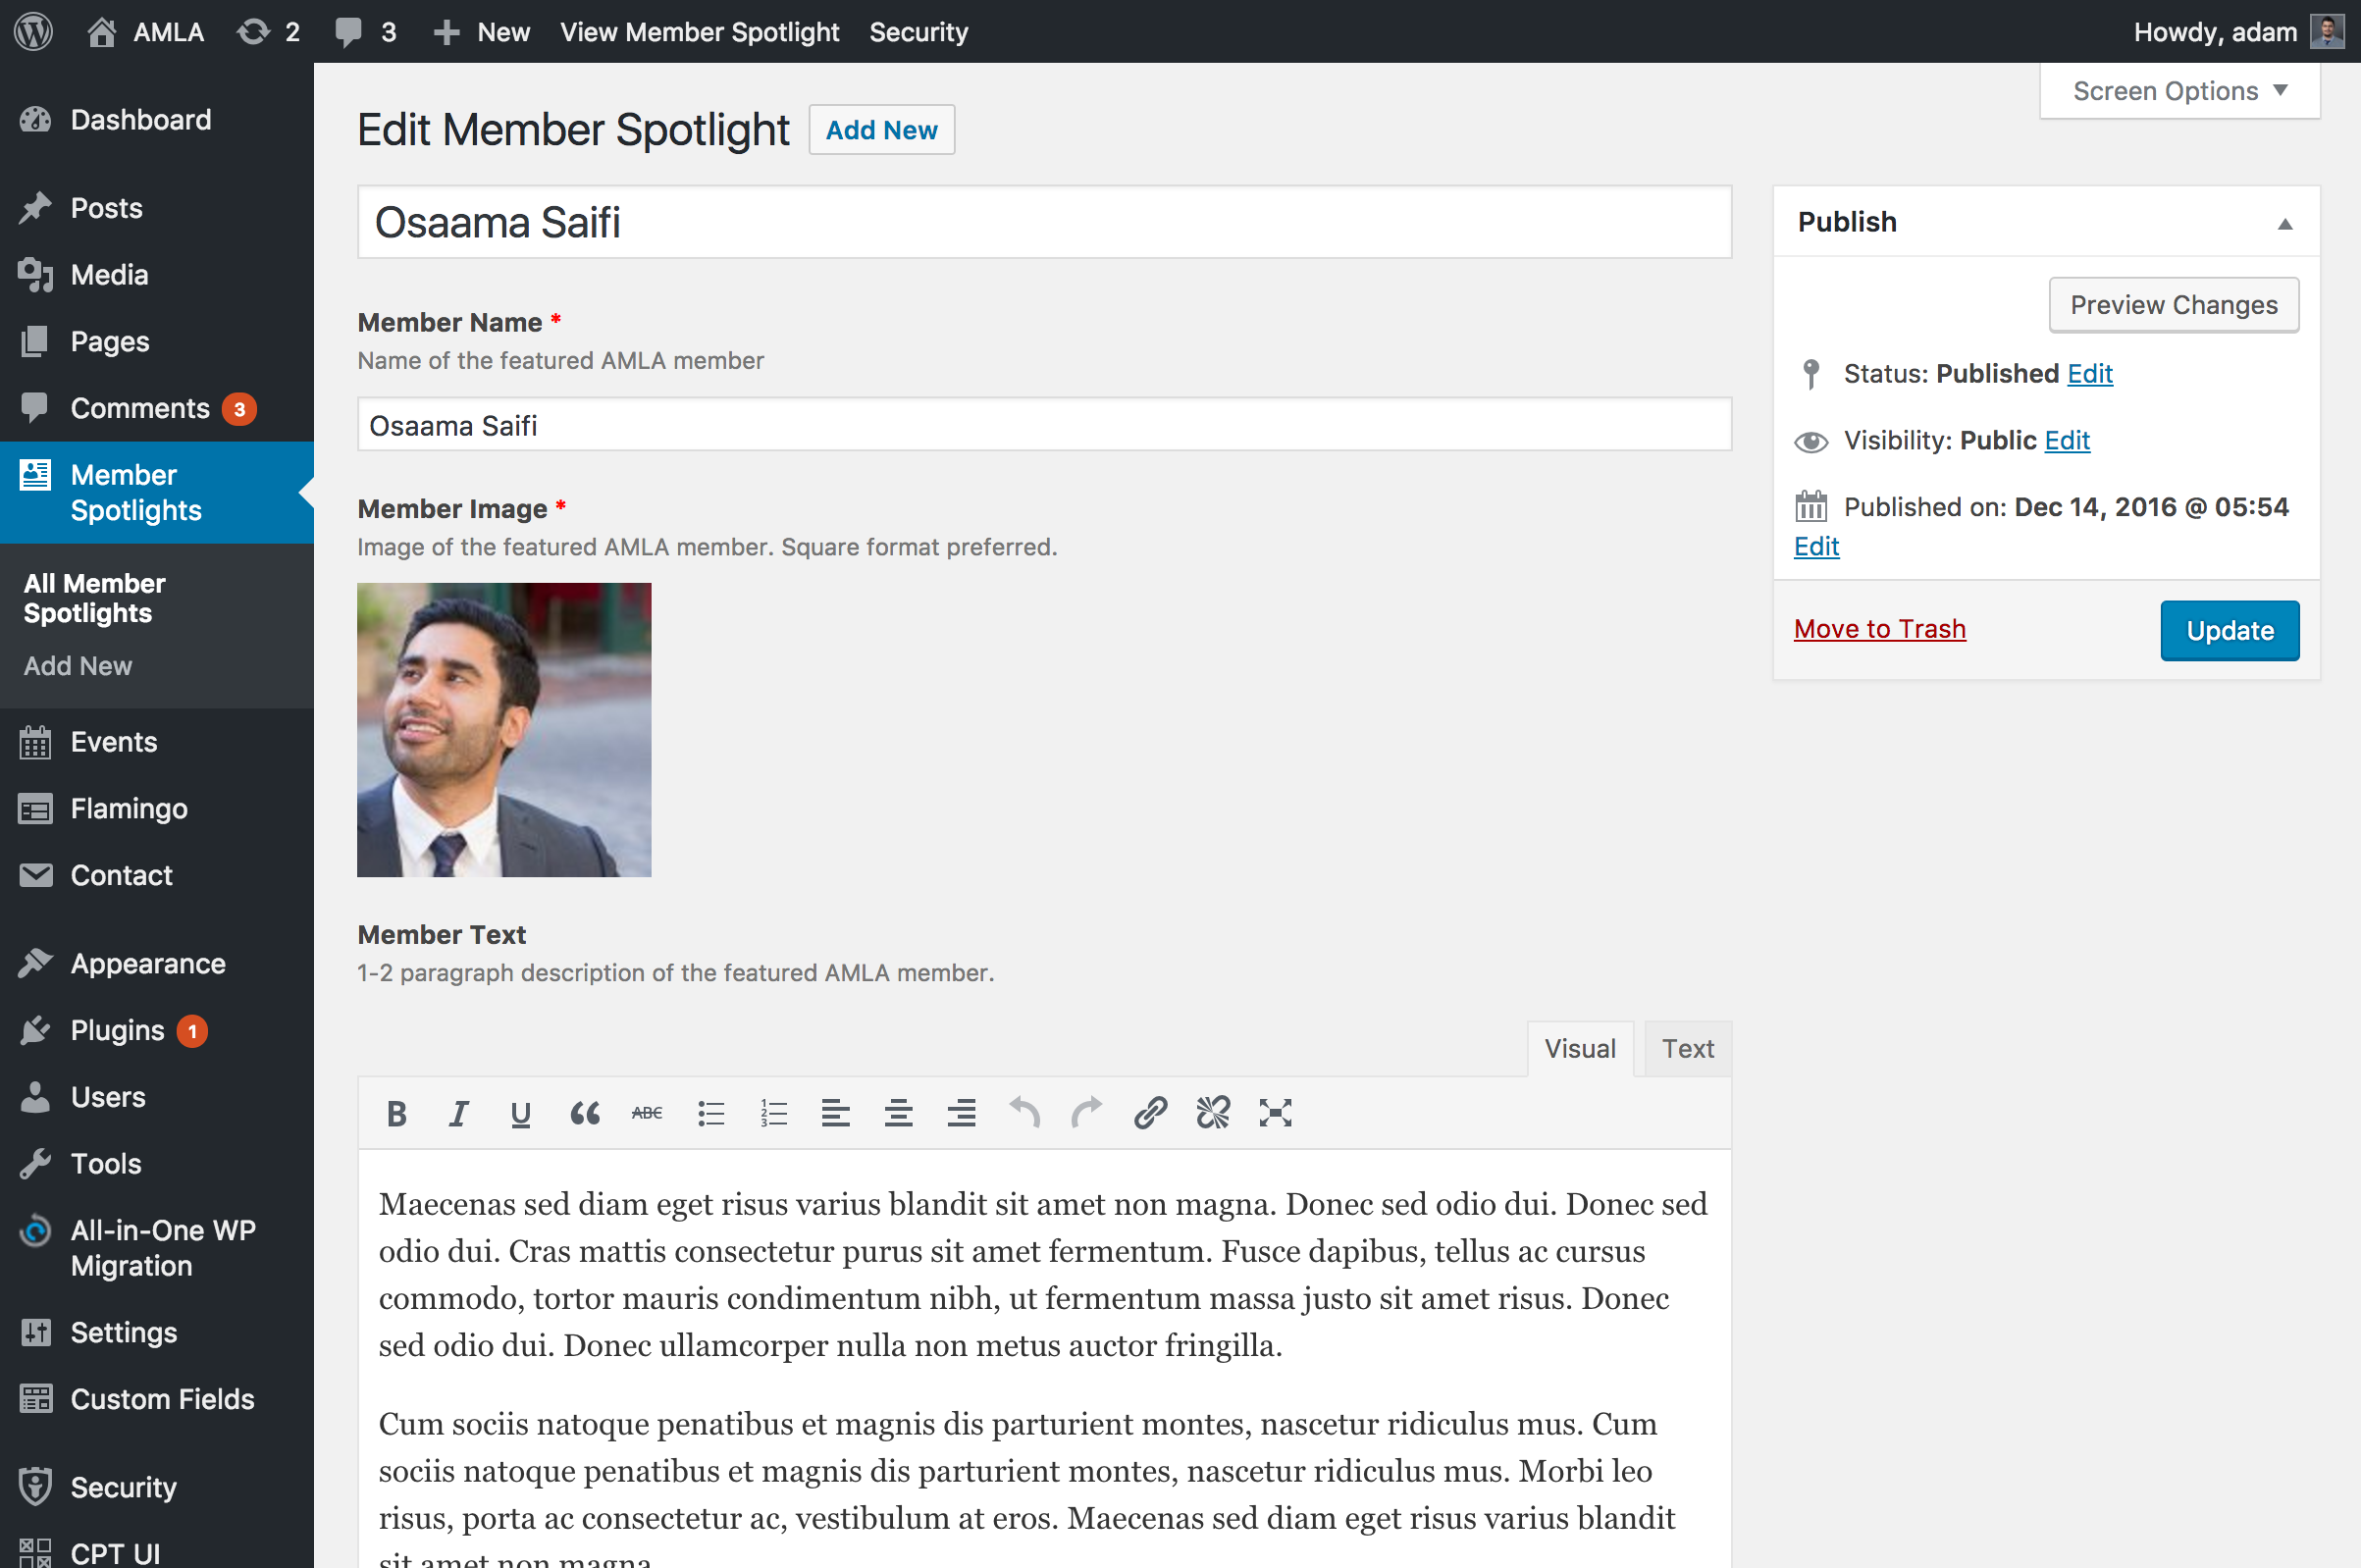 AMLA 2 3 New View Member Spotlight Security Howdy, adam
Screen Options
Dashboard
Posts
Media
Pages
Comments 3
Member
Spotlights
All Member
Spotlights
Add New
Events
Flamingo
Contact
Appearance
Plugins 1
Users
Tools
All-in-One WP
Migration
Settings
Custom Fields
Security
CPT UI
Edit Member Spotlight Add New
Osaama Saifi
Member Name *
Name of the featured AMLA member
Osaama Saifi
Member Image *
Image of the featured AMLA member. Square format preferred.
Member Text
1-2 paragraph description of the featured AMLA member.
Visual Text
B I U ABC
Maecenas sed diam eget risus varius blandit sit amet non magna. Donec sed odio dui. Donec sed
odio dui. Cras mattis consectetur purus sit amet fermentum. Fusce dapibus, tellus ac cursus
commodo, tortor mauris condimentum nibh, ut fermentum massa justo sit amet risus. Donec
sed odio dui. Donec ullamcorper nulla non metus auctor fringilla.
Cum sociis natoque penatibus et magnis dis parturient montes, nascetur ridiculus mus. Cum
sociis natoque penatibus et magnis dis parturient montes, nascetur ridiculus mus. Morbi leo
risus, porta ac consectetur ac, vestibulum at eros. Maecenas sed diam eget risus varius blandit
sit amet non magna.
Publish
Preview Changes
Status: Published Edit
Visibility: Public Edit
Published on: Dec 14, 2016 @ 05:54
Edit
Move to Trash Update